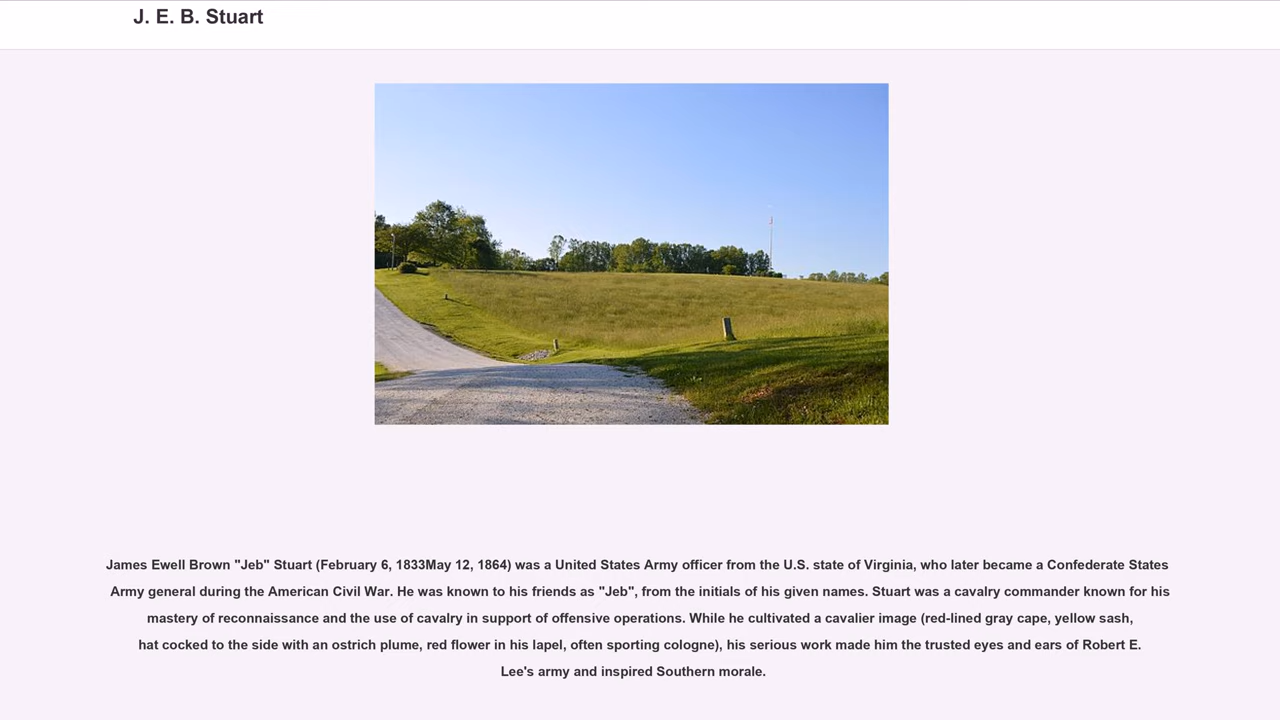 J. E. B. Stuart
James Ewell Brown "Jeb" Stuart (February 6, 1833May 12, 1864) was a United States Army officer from the U.S. state of Virginia, who later became a Confederate States
Army general during the American Civil War. He was known to his friends as "Jeb", from the initials of his given names. Stuart was a cavalry commander known for his
mastery of reconnaissance and the use of cavalry in support of offensive operations. While he cultivated a cavalier image (red-lined gray cape, yellow sash,
hat cocked to the side with an ostrich plume, red flower in his lapel, often sporting cologne), his serious work made him the trusted eyes and ears of Robert E.
Lee's army and inspired Southern morale.